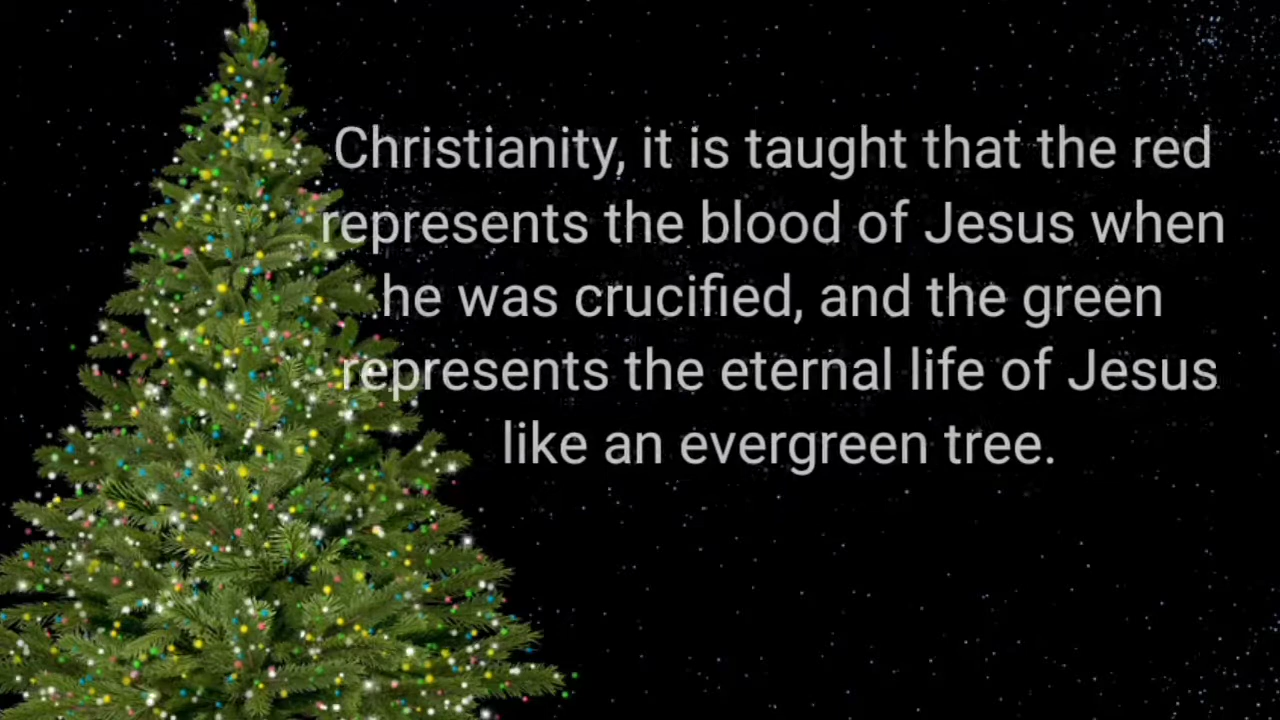 Christianity, it is taught that the red
represents the blood of Jesus when
he was crucified, and the green
represents the eternal life of Jesus
like an evergreen tree.